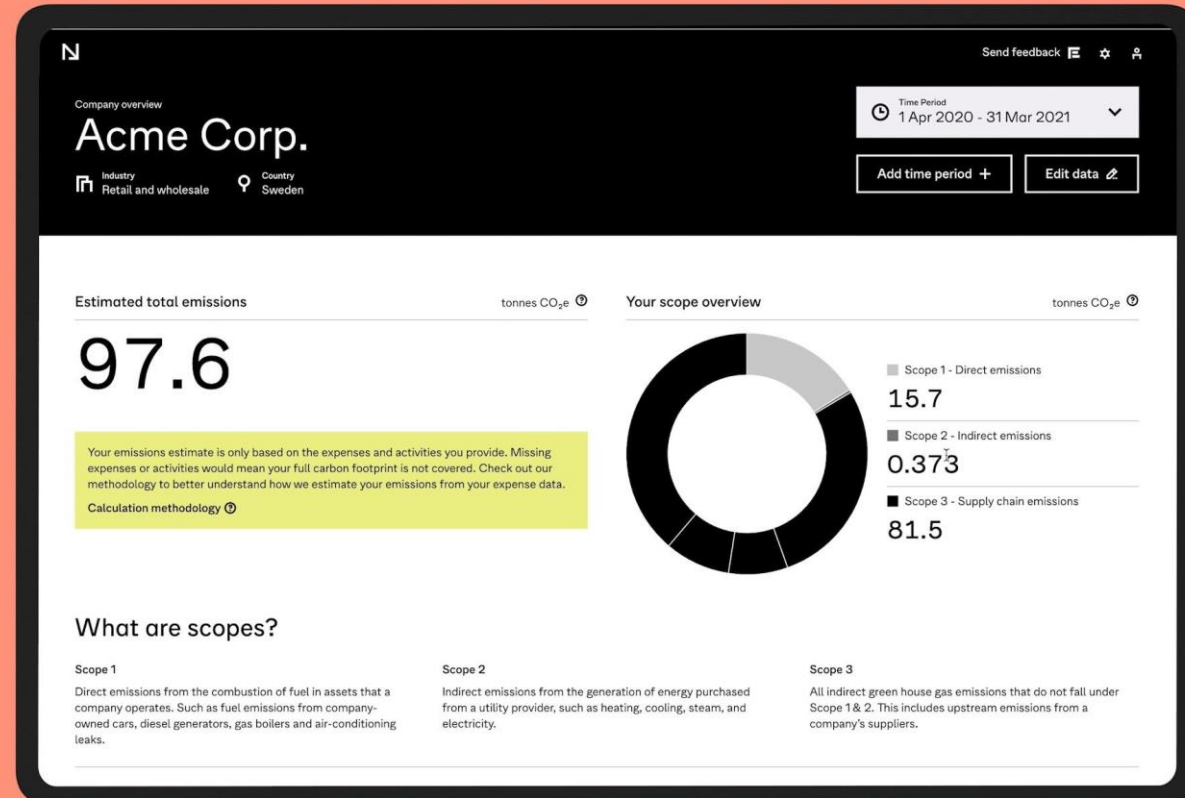 Send feedback
Company overview
Acme Corp.
Industry
Retail and wholesale
Country
Sweden
Time Period
1 Apr 2020 - 31 Mar 2021
Add time period +
Edit data
Estimated total emissions
tonnes CO₂e
97.6
Your emissions estimate is only based on the expenses and activities you provide. Missing
expenses or activities would mean your full carbon footprint is not covered. Check out our
methodology to better understand how we estimate your emissions from your expense data.
Calculation methodology
Your scope overview
tonnes CO₂e
Scope 1 - Direct emissions
15.7
Scope 2 - Indirect emissions
0.373
Scope 3 - Supply chain emissions
81.5
What are scopes?
Scope 1
Direct emissions from the combustion of fuel in assets that a
company operates. Such as fuel emissions from company-
owned cars, diesel generators, gas boilers and air-conditioning
leaks.
Scope 2
Indirect emissions from the generation of energy purchased
from a utility provider, such as heating, cooling, steam, and
electricity.
Scope 3
All indirect green house gas emissions that do not fall under
Scope 1 & 2. This includes upstream emissions from a
company's suppliers.